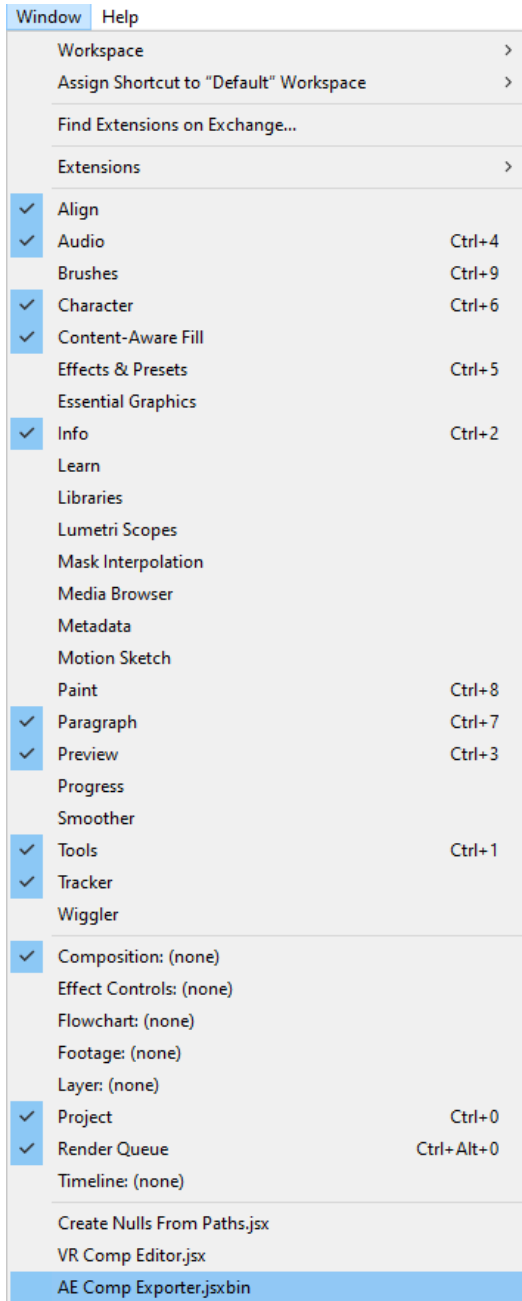 Window Help
Workspace >
Assign Shortcut to “Default” Workspace >
Find Extensions on Exchange...
Extensions >
Align
Audio Ctrl+4
Brushes Ctrl+9
Character Ctrl+6
Content-Aware Fill
Effects & Presets Ctrl+5
Essential Graphics
Info Ctrl+2
Learn
Libraries
Lumetri Scopes
Mask Interpolation
Media Browser
Metadata
Motion Sketch
Paint Ctrl+8
Paragraph Ctrl+7
Preview Ctrl+3
Progress
Smoother
Tools Ctrl+1
Tracker
Wiggler
Composition: (none)
Effect Controls: (none)
Flowchart: (none)
Footage: (none)
Layer: (none)
Project Ctrl+0
Render Queue Ctrl+Alt+0
Timeline: (none)
Create Nulls From Paths.jsx
VR Comp Editor.jsx
AE Comp Exporter.jsxbin